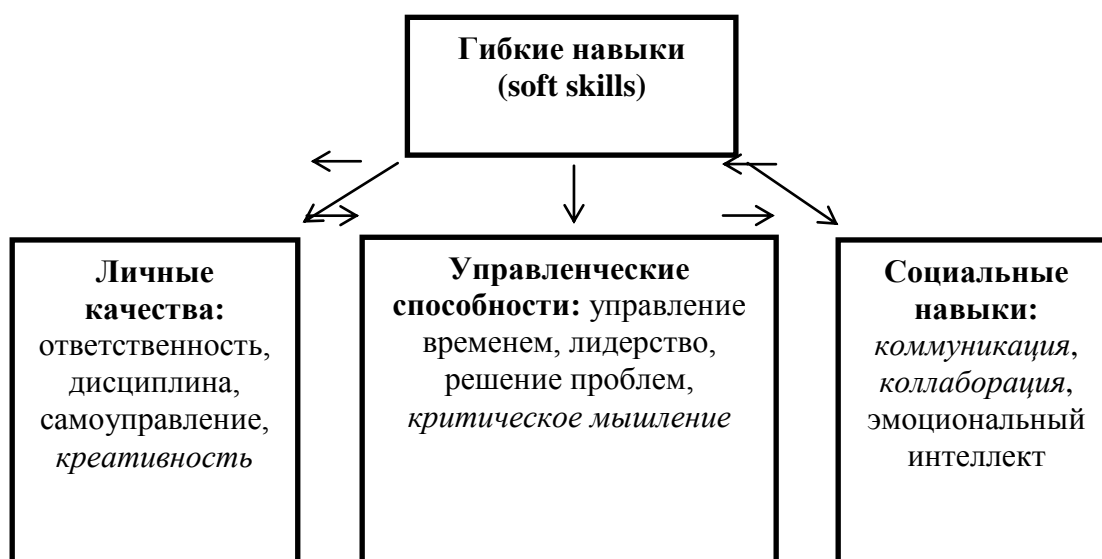 Гибкие навыки
(soft skills)
Личные
качества:
ответственность,
дисциплина,
самоуправление,
креативность
Управленческие
способности: управление
временем, лидерство,
решение проблем,
критическое мышление
Социальные
навыки:
коммуникация,
коллаборация,
эмоциональный
интеллект